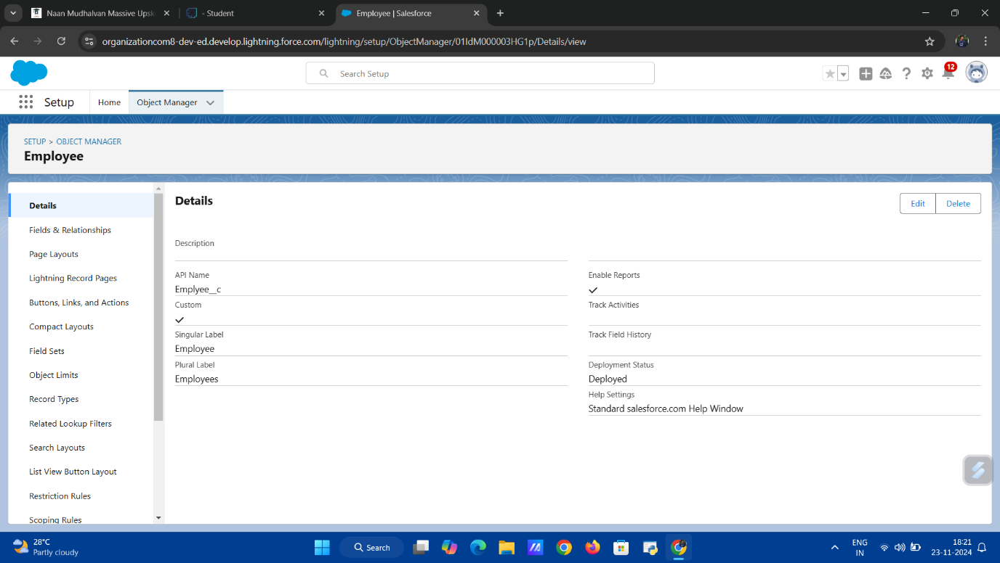 Naan Mudhalvan Massive Upsk
- Student
Employee | Salesforce
organizationcom8-dev-ed.develop.lightning.force.com/lightning/setup/ObjectManager/01IdM000003HG1p/Details/view
Search Setup
12
Setup
Home
Object Manager
SETUP > OBJECT MANAGER
Employee
Details
Fields & Relationships
Page Layouts
Lightning Record Pages
Buttons, Links, and Actions
Compact Layouts
Field Sets
Object Limits
Record Types
Related Lookup Filters
Search Layouts
List View Button Layout
Restriction Rules
Scoping Rules
Details
Edit
Delete
Description
API Name
Emplyee__c
Custom
Singular Label
Employee
Plural Label
Employees
Enable Reports
Track Activities
Track Field History
Deployment Status
Deployed
Help Settings
Standard salesforce.com Help Window
28°C
Partly cloudy
Search
ENG
IN
18:21
23-11-2024